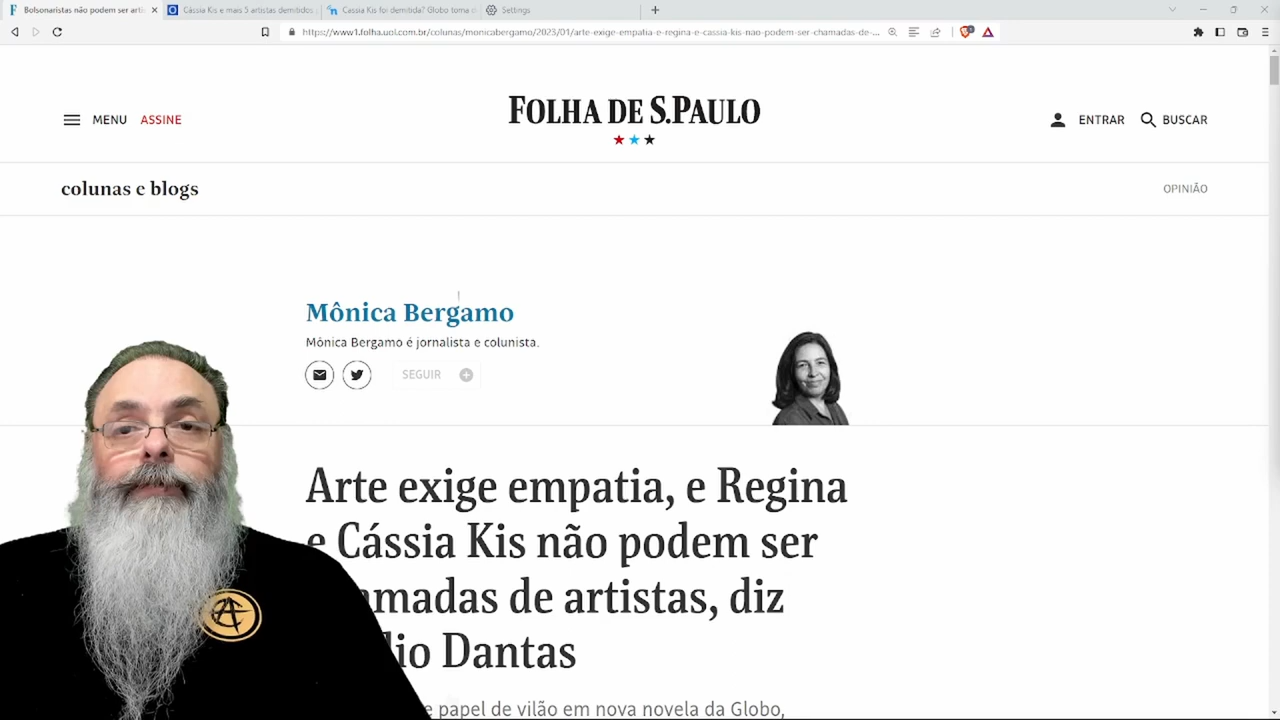 Bolsonaristas não podem ser arti
Cássia Kis e mais 5 artistas demitidos
Cassia Kis foi demitida? Globo toma d
Settings
https://www1.folha.uol.com.br/colunas/monicabergamo/2023/01/arte-exige-empatia-e-regina-e-cassia-kis-nao-podem-ser-chamadas-de-...
MENU
ASSINE
FOLHA DE S.PAULO
ENTRAR
BUSCAR
colunas e blogs
OPINIÃO
Mônica Bergamo
Mônica Bergamo é jornalista e colunista.
SEGUIR
Arte exige empatia, e Regina
e Cássia Kis não podem ser
amadas de artistas, diz
lio Dantas
e papel de vilão em nova novela da Globo,